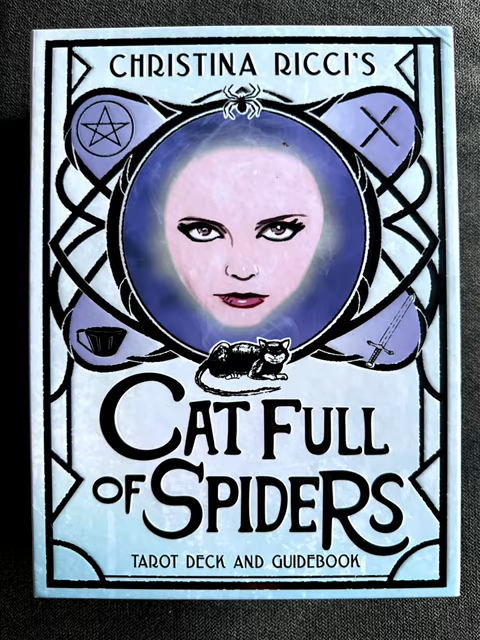 CHRISTINA RICCI'S
CAT FULL
OF SPIDERS
TAROT DECK AND GUIDEBOOK